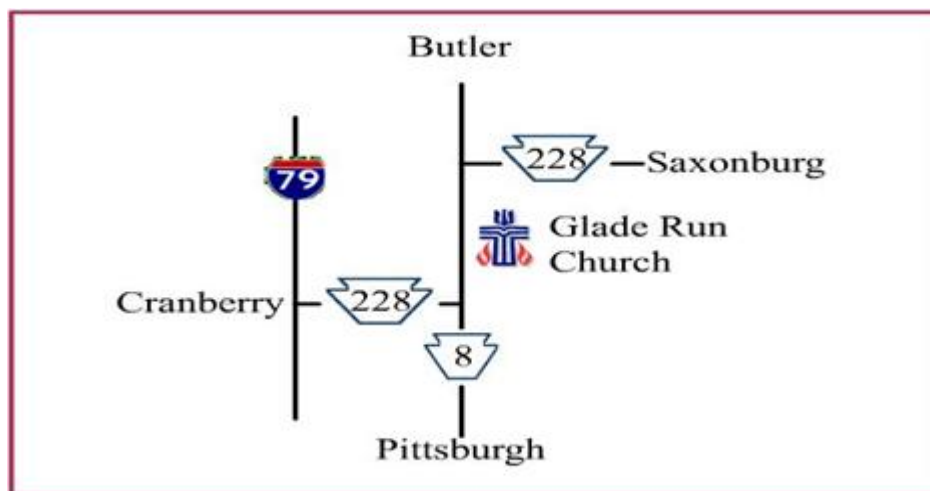 Butler
228
Saxonburg
79
Glade Run
Church
Cranberry
228
8
Pittsburgh